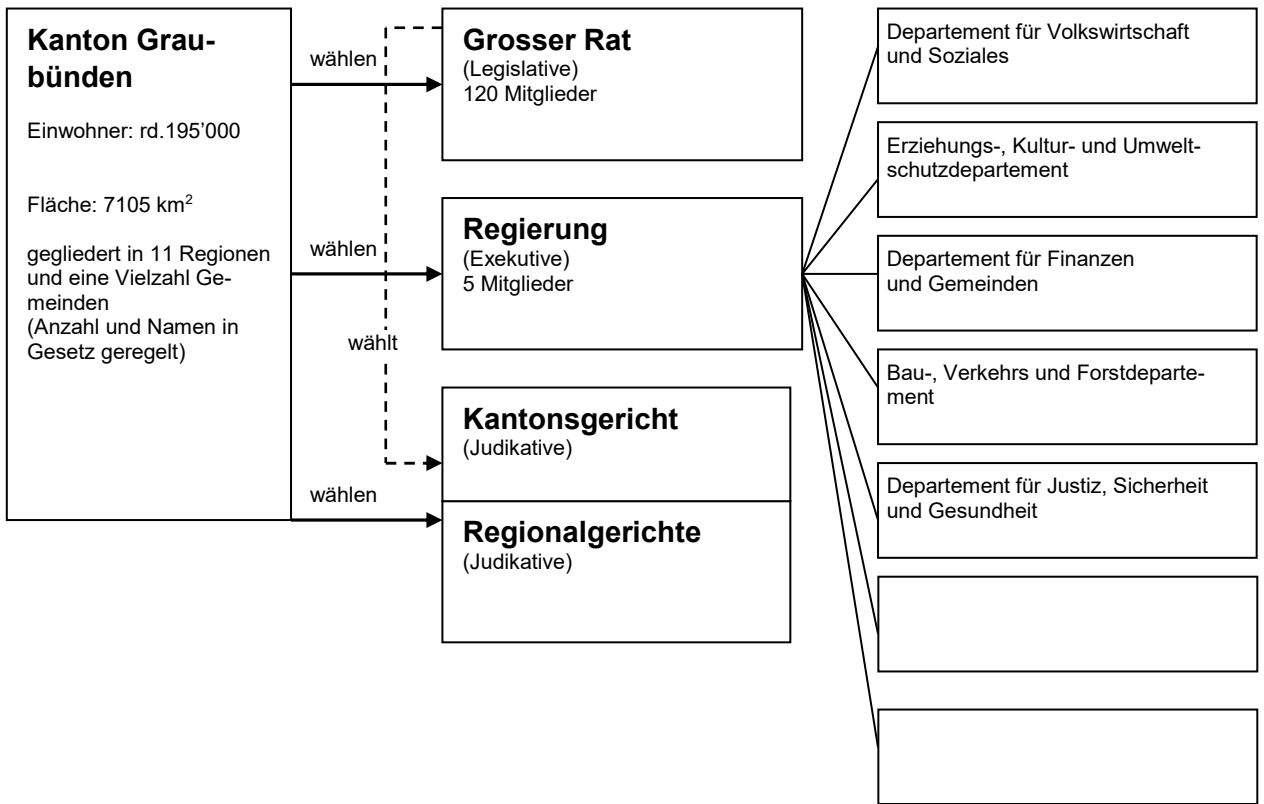 Kanton Grau-
bünden
Einwohner: rd.195’000
Fläche: 7105 km²
gegliedert in 11 Regionen
und eine Vielzahl Ge-
meinden
(Anzahl und Namen in
Gesetz geregelt)
wählen
wählen
wählt
wählen
Grosser Rat
(Legislative)
120 Mitglieder
Regierung
(Exekutive)
5 Mitglieder
Kantonsgericht
(Judikative)
Regionalgerichte
(Judikative)
Departement für Volkswirtschaft
und Soziales
Erziehungs-, Kultur- und Umwelt-
schutzdepartement
Departement für Finanzen
und Gemeinden
Bau-, Verkehrs und Forstdeparte-
ment
Departement für Justiz, Sicherheit
und Gesundheit